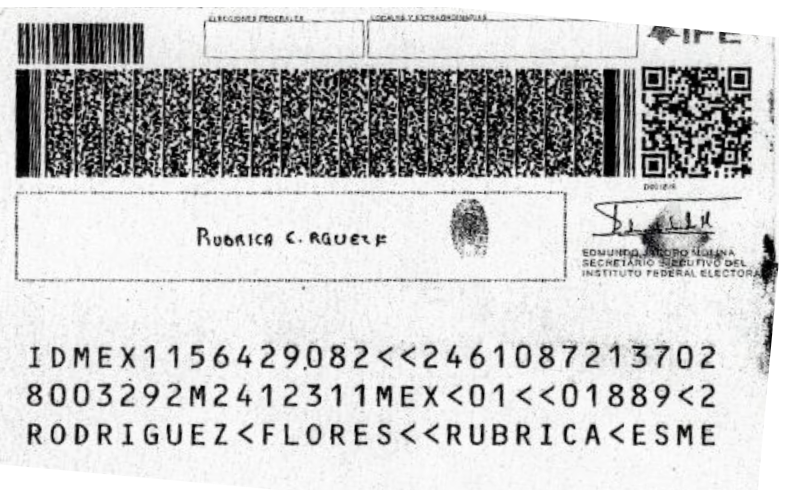 ELECCIONES FEDERALES LOCALES Y EXTRAORDINARIAS
IFE
RUBRICA E. RGUEZ F
EDMUNDO JACOBO MOLINA
SECRETARIO EJECUTIVO DEL
INSTITUTO FEDERAL ELECTORA
IDMEX1156429082<<2461087213702
8003292M2412311MEX<01<<01889<2
RODRIGUEZ<FLORES<<RUBRICA<ESME